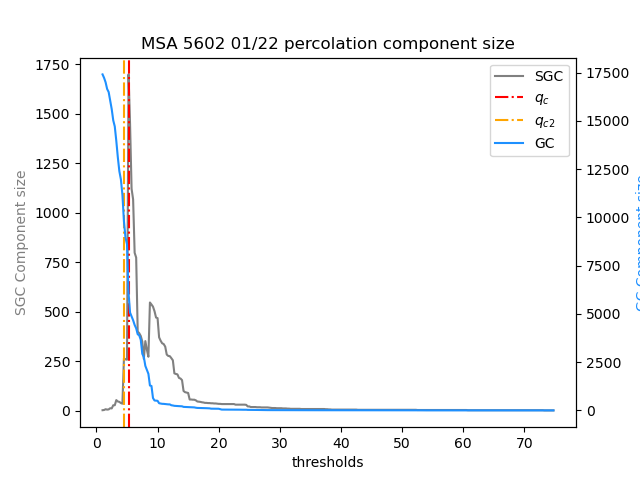 MSA 5602 01/22 percolation component size
SGC
q_c
q_c2
GC
SGC Component size
1750
1500
1250
1000
750
500
250
0
17500
15000
12500
10000
7500
5000
2500
0
GC Component size
0 10 20 30 40 50 60 70
thresholds